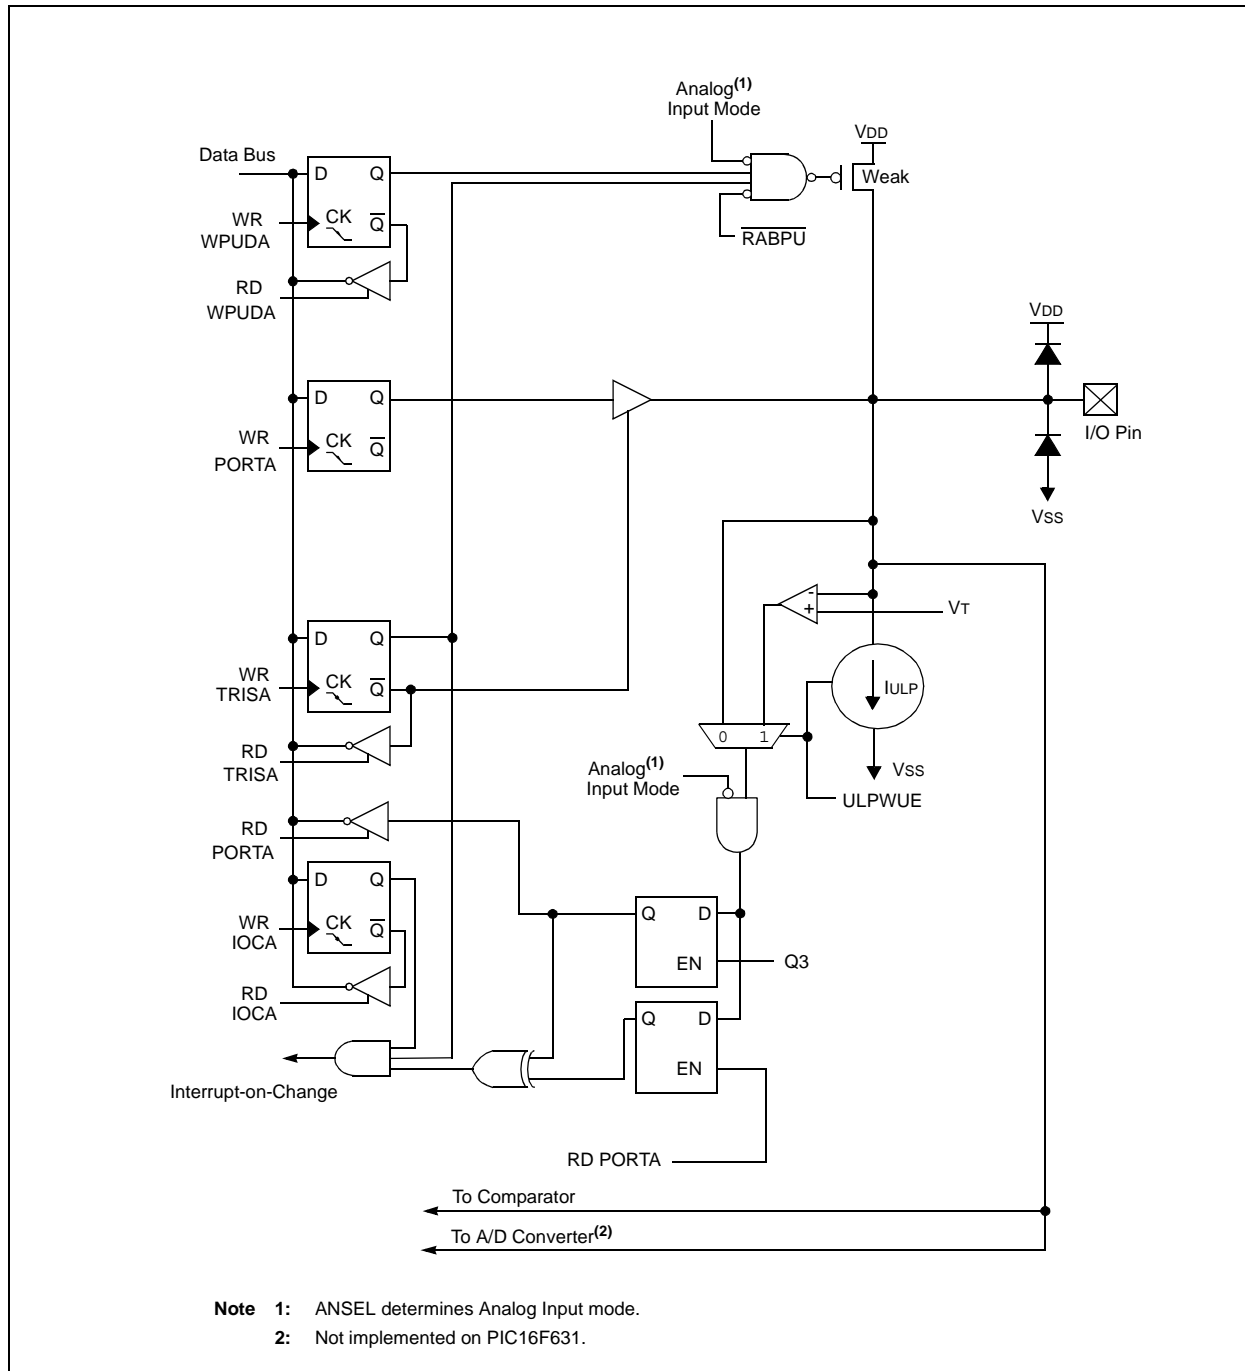 Analog(1)
Input Mode
VDD
Data Bus
D Q
Weak
WR
WPUDA
CK Q
RABPU
RD
WPUDA
VDD
D Q
WR
PORTA
CK Q
I/O Pin
VSS
- +
VT
D Q
WR
TRISA
CK Q
IULP
0 1
RD
TRISA
VSS
Analog(1)
Input Mode
ULPWUE
RD
PORTA
D Q
WR
IOCA
CK Q
Q D
EN
Q3
RD
IOCA
Q D
EN
Interrupt-on-Change
RD PORTA
To Comparator
To A/D Converter(2)
Note 1: ANSEL determines Analog Input mode.
2: Not implemented on PIC16F631.